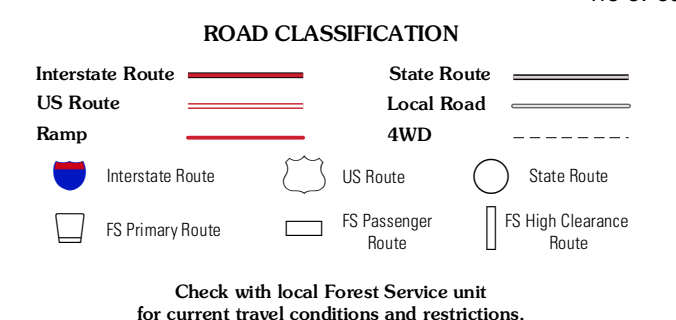 ROAD CLASSIFICATION
Interstate Route
State Route
US Route
Local Road
Ramp
4WD
Interstate Route
US Route
State Route
FS Primary Route
FS Passenger
Route
FS High Clearance
Route
Check with local Forest Service unit
for current travel conditions and restrictions.